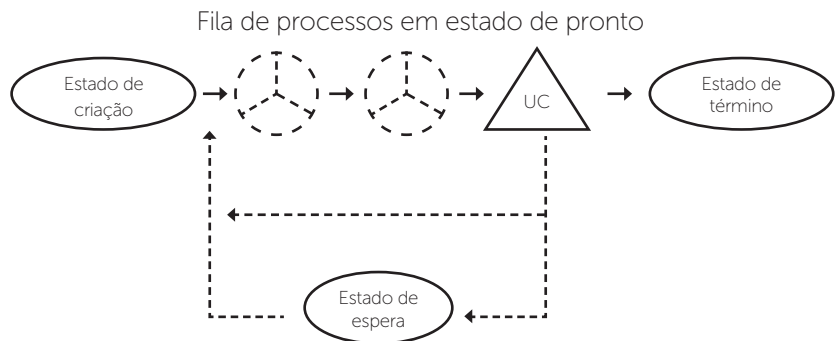 Fila de processos em estado de pronto
Estado de
criação
UC
Estado de
término
Estado de
espera